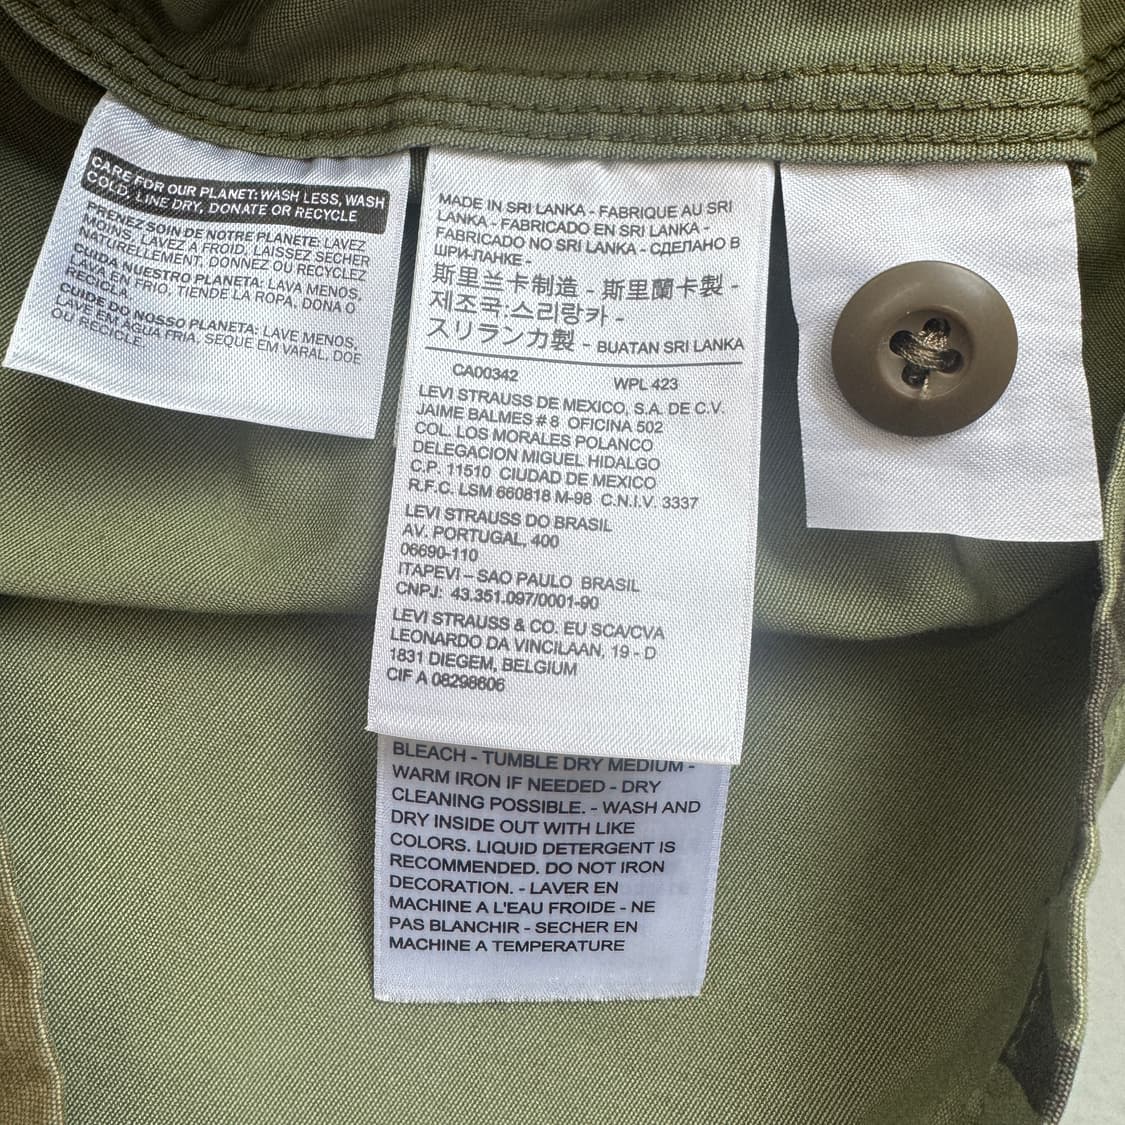 CARE FOR OUR PLANET: WASH LESS, WASH
COLD, LINE DRY, DONATE OR RECYCLE
PRENEZ SOIN DE NOTRE PLANETE: LAVEZ
MOINS, LAVEZ A FROID, LAISSEZ SECHER
NATURELLEMENT, DONNEZ OU RECYCLEZ
CUIDA NUESTRO PLANETA: LAVA MENOS,
LAVA EN FRIO, TIENDE LA ROPA, DONA O
RECICLA.
CUIDE DO NOSSO PLANETA: LAVE MENOS,
LAVE EM AGUA FRIA, SEQUE EM VARAL, DOE
OU RECYCLE.
MADE IN SRI LANKA - FABRIQUE AU SRI
LANKA - FABRICADO EN SRI LANKA -
FABRICADO NO SRI LANKA - СДЕЛАНО В
ШРИ-ЛАНКЕ -
斯里兰卡制造 - 斯里蘭卡製 -
제조국:스리랑카 -
スリランカ製 - BUATAN SRI LANKA
CA00342 WPL 423
LEVI STRAUSS DE MEXICO, S.A. DE C.V.
JAIME BALMES # 8 OFICINA 502
COL. LOS MORALES POLANCO
DELEGACION MIGUEL HIDALGO
C.P. 11510 CIUDAD DE MEXICO
R.F.C. LSM 660818 M-98 C.N.I.V. 3337
LEVI STRAUSS DO BRASIL
AV. PORTUGAL, 400
06690-110
ITAPEVI – SAO PAULO BRASIL
CNPJ: 43.351.097/0001-90
LEVI STRAUSS & CO. EU SCA/CVA
LEONARDO DA VINCILAAN, 19 - D
1831 DIEGEM, BELGIUM
CIF A 08298606
BLEACH - TUMBLE DRY MEDIUM -
WARM IRON IF NEEDED - DRY
CLEANING POSSIBLE. - WASH AND
DRY INSIDE OUT WITH LIKE
COLORS. LIQUID DETERGENT IS
RECOMMENDED. DO NOT IRON
DECORATION. - LAVER EN
MACHINE A L'EAU FROIDE - NE
PAS BLANCHIR - SECHER EN
MACHINE A TEMPERATURE